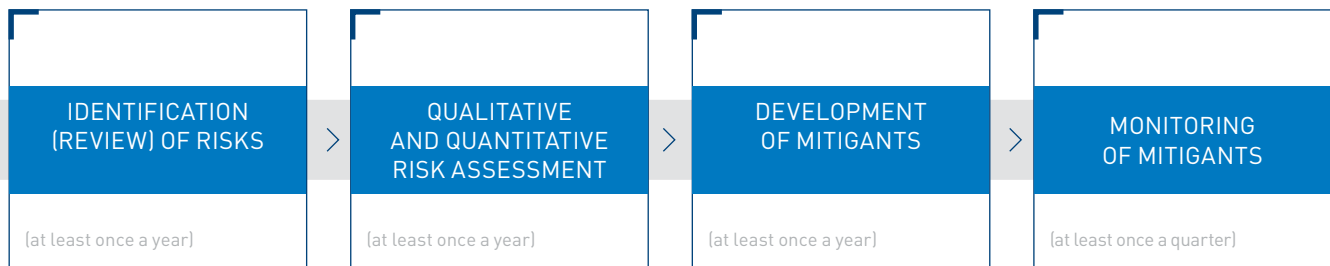 IDENTIFICATION
(REVIEW) OF RISKS
(at least once a year)
QUALITATIVE
AND QUANTITATIVE
RISK ASSESSMENT
(at least once a year)
DEVELOPMENT
OF MITIGANTS
(at least once a year)
MONITORING
OF MITIGANTS
(at least once a quarter)